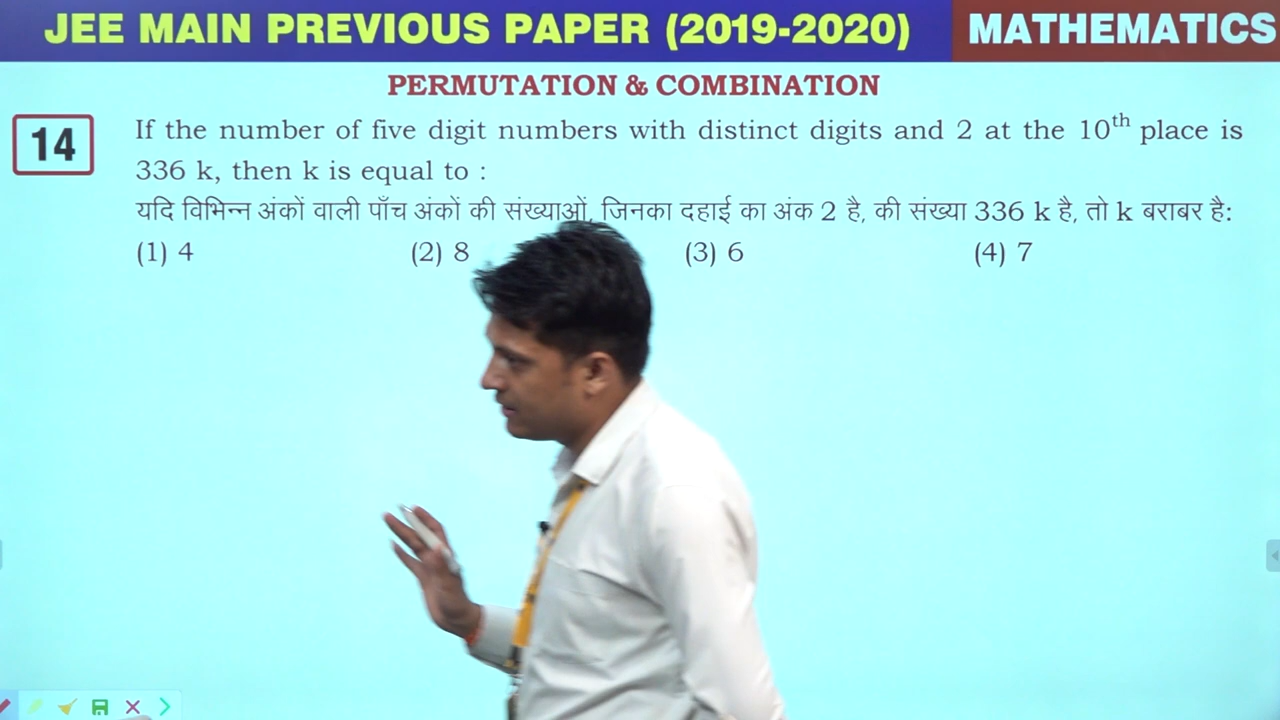 JEE MAIN PREVIOUS PAPER (2019-2020) MATHEMATICS
PERMUTATION & COMBINATION
14 If the number of five digit numbers with distinct digits and 2 at the 10th place is
336 k, then k is equal to :
यदि विभिन्न अंकों वाली पाँच अंकों की संख्याओं, जिनका दहाई का अंक 2 है, की संख्या 336 k है, तो k बराबर है:
(1) 4 (2) 8 (3) 6 (4) 7